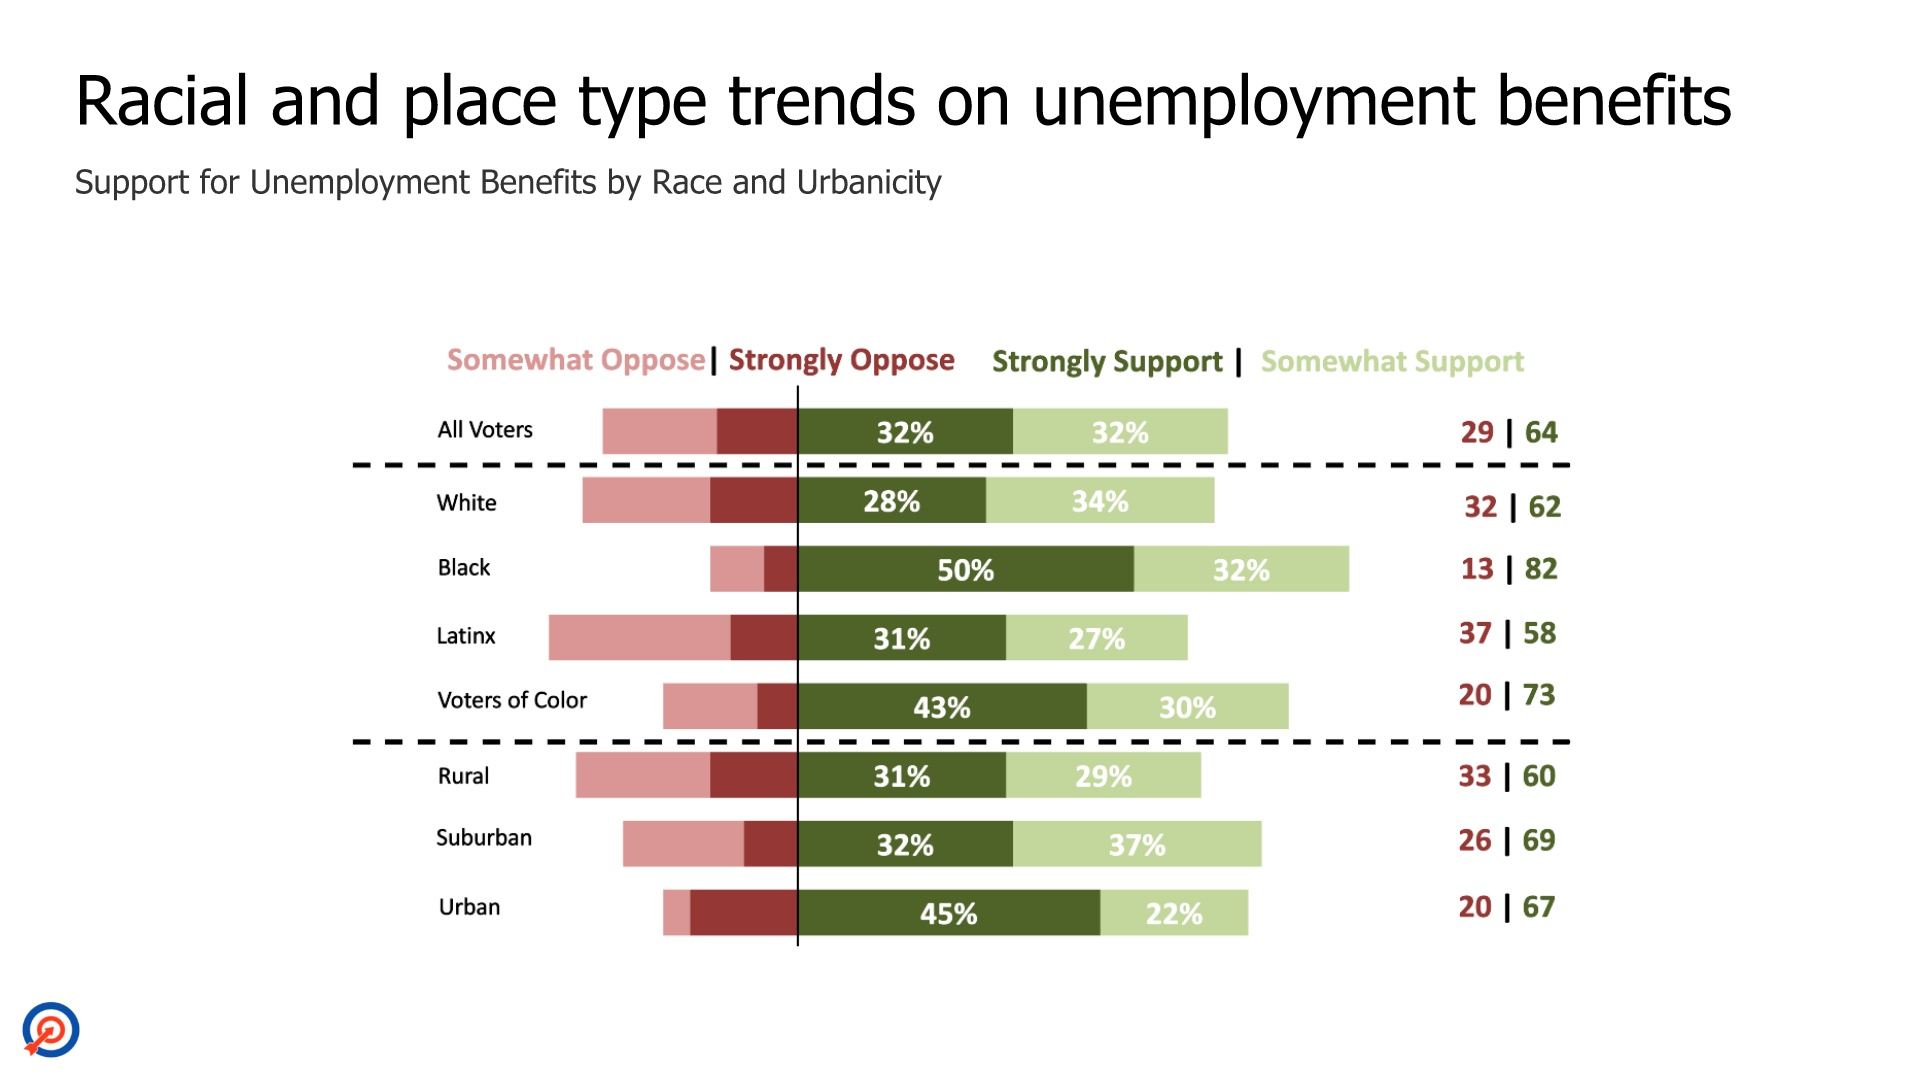 Racial and place type trends on unemployment benefits
Support for Unemployment Benefits by Race and Urbanicity
Somewhat Oppose | Strongly Oppose Strongly Support | Somewhat Support
All Voters 32% 32% 29 | 64
White 28% 34% 32 | 62
Black 50% 32% 13 | 82
Latinx 31% 27% 37 | 58
Voters of Color 43% 30% 20 | 73
Rural 31% 29% 33 | 60
Suburban 32% 37% 26 | 69
Urban 45% 22% 20 | 67